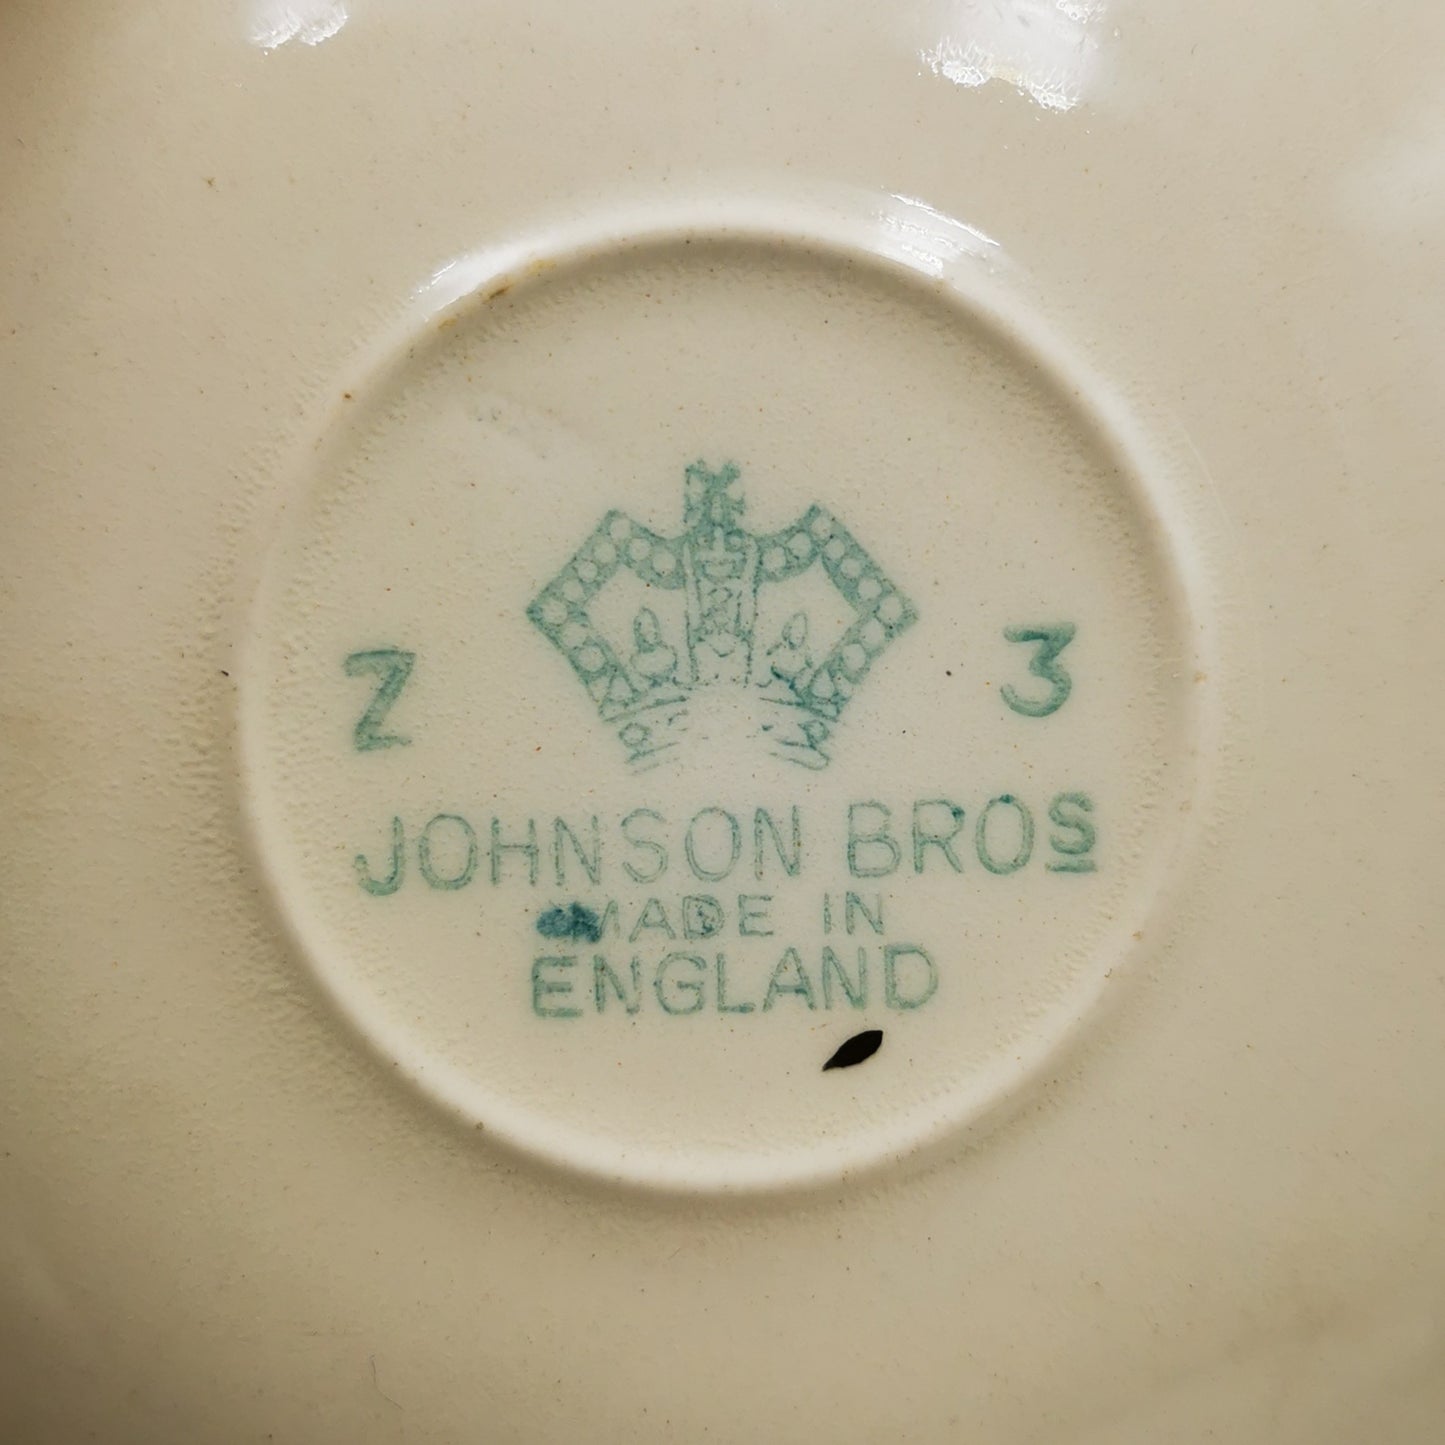 Z 3
JOHNSON BROS
MADE IN
ENGLAND